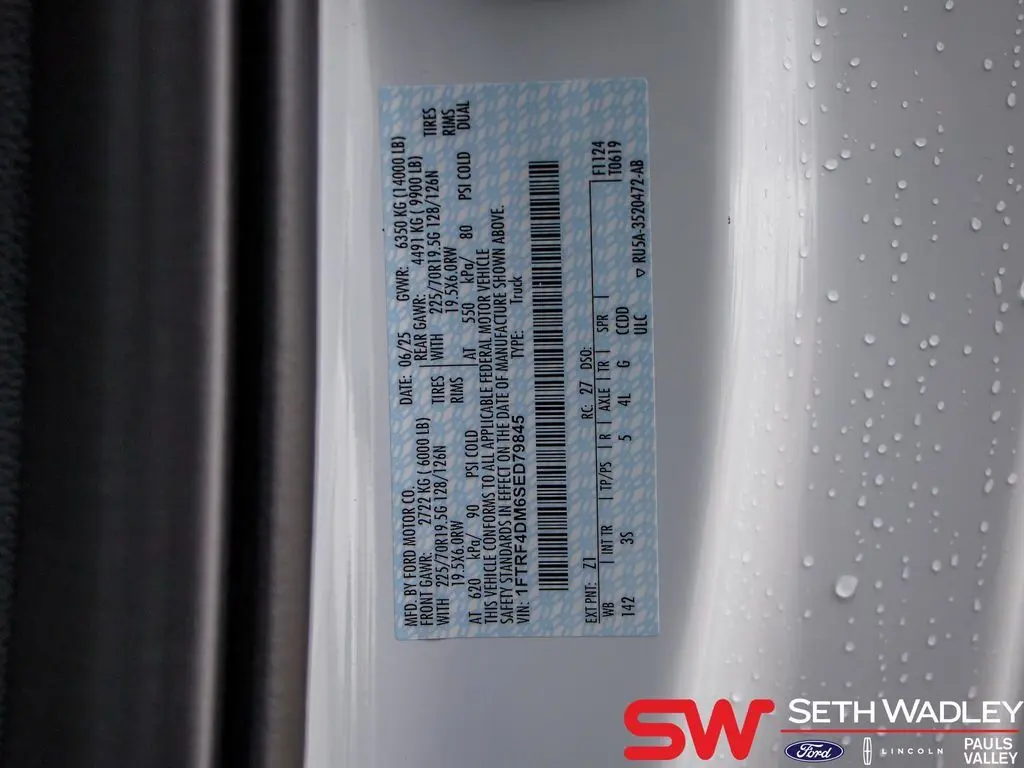 MFD. BY FORD MOTOR CO.
DATE: 06/25 GVWR: 6350 KG (14000 LB)
FRONT GAWR: 2722 KG ( 6000 LB)
REAR GAWR: 4491 KG ( 9900 LB)
WITH 225/70R19.5G 128/126N TIRES
WITH 225/70R19.5G 128/126N TIRES
19.5X6.0RW RIMS
19.5X6.0RW RIMS
AT 620 kPa/ 90 PSI COLD
AT 550 kPa/ 80 PSI COLD DUAL
THIS VEHICLE CONFORMS TO ALL APPLICABLE FEDERAL MOTOR VEHICLE
SAFETY STANDARDS IN EFFECT ON THE DATE OF MANUFACTURE SHOWN ABOVE.
VIN: 1FTRF4DM6SED79845 TYPE: Truck
EXT PNT: Z1 RC: 27 DSO: F1124
WB INT TR TP/PS R AXLE TR SPR T0619
142 3S 5 4L G CCDD
ULC RU5A-3520472-AB
SW SETH WADLEY
Ford LINCOLN PAULS
VALLEY